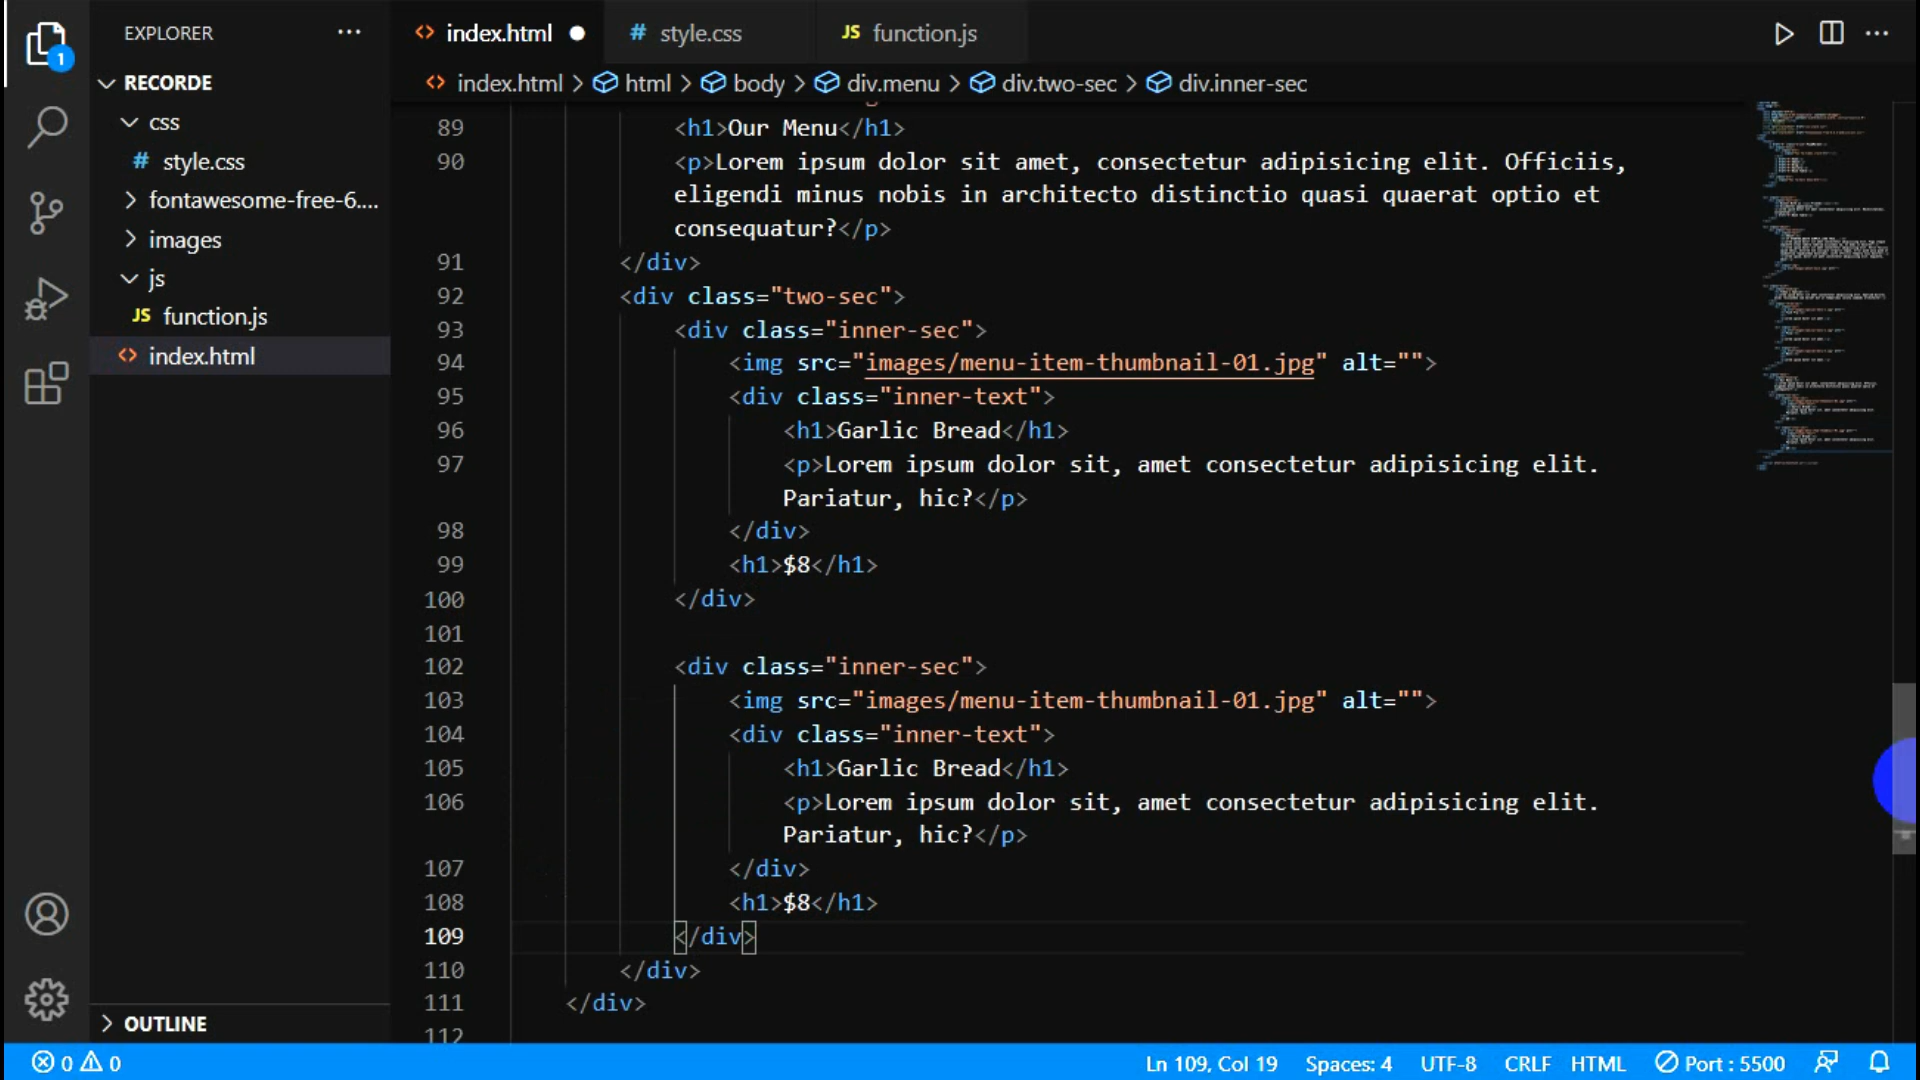 EXPLORER ···
<> index.html ● # style.css JS function.js
1
RECORDE
<> index.html > html > body > div.menu > div.two-sec > div.inner-sec
css
# style.css
fontawesome-free-6....
images
js
JS function.js
<> index.html
89 <h1>Our Menu</h1>
90 <p>Lorem ipsum dolor sit amet, consectetur adipisicing elit. Officiis,
eligendi minus nobis in architecto distinctio quasi quaerat optio et
consequatur?</p>
91 </div>
92 <div class="two-sec">
93 <div class="inner-sec">
94 <img src="images/menu-item-thumbnail-01.jpg" alt="">
95 <div class="inner-text">
96 <h1>Garlic Bread</h1>
97 <p>Lorem ipsum dolor sit, amet consectetur adipisicing elit.
Pariatur, hic?</p>
98 </div>
99 <h1>$8</h1>
100 </div>
101
102 <div class="inner-sec">
103 <img src="images/menu-item-thumbnail-01.jpg" alt="">
104 <div class="inner-text">
105 <h1>Garlic Bread</h1>
106 <p>Lorem ipsum dolor sit, amet consectetur adipisicing elit.
Pariatur, hic?</p>
107 </div>
108 <h1>$8</h1>
109 </div>
110 </div>
111 </div>
112
OUTLINE
0 0 Ln 109, Col 19 Spaces: 4 UTF-8 CRLF HTML Port : 5500